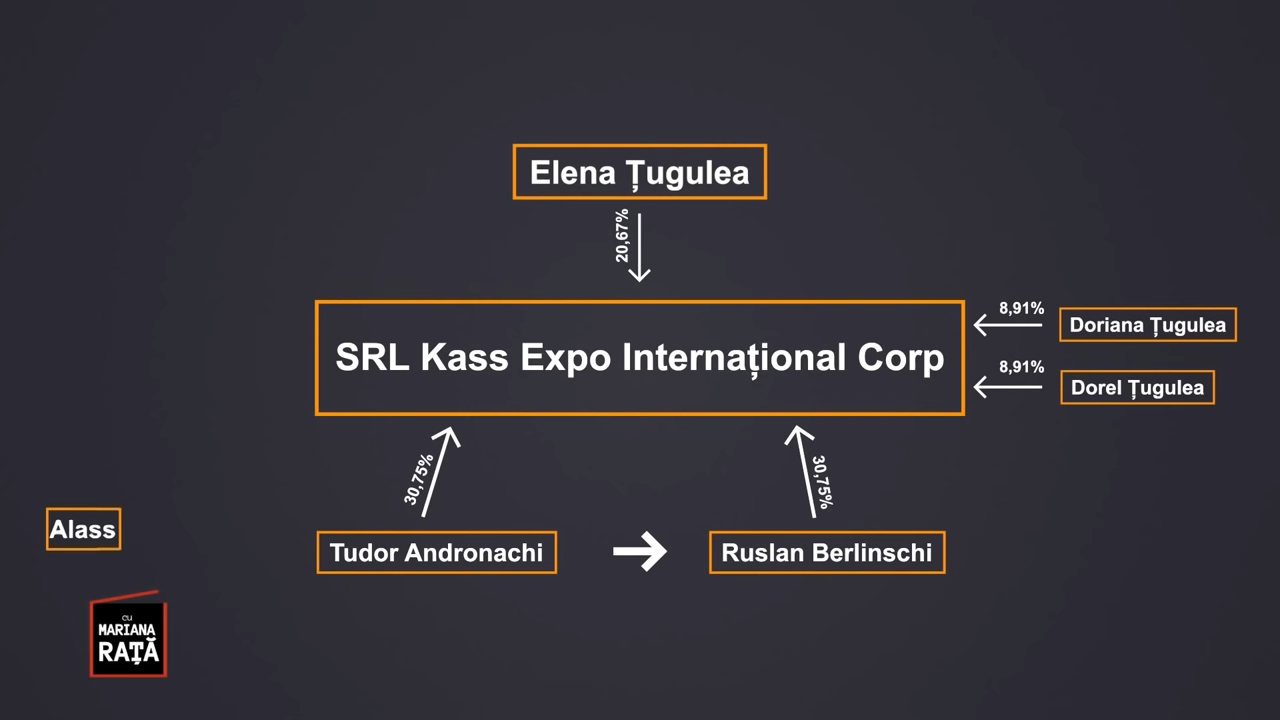 Elena Țugulea
20,67%
SRL Kass Expo Internațional Corp
8,91%
Doriana Țugulea
8,91%
Dorel Țugulea
30,75%
30,75%
Alass
Tudor Andronachi
Ruslan Berlinschi
cu
MARIANA
RAȚĂ